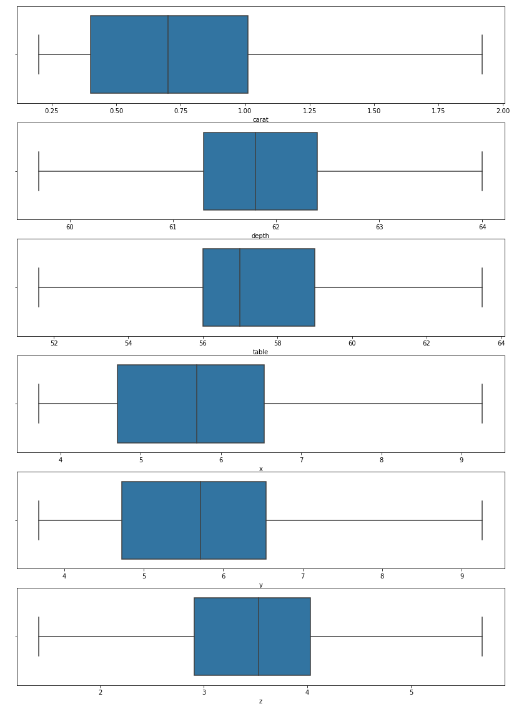 0.25 0.50 0.75 1.00 1.25 1.50 1.75 2.00
carat
60 61 62 63 64
depth
52 54 56 58 60 62 64
table
4 5 6 7 8 9
x
4 5 6 7 8 9
y
2 3 4 5
z